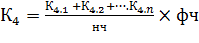 К₄ = (К₄.₁ +К₄.₂ +⋯.К₄.n)/нч × фч